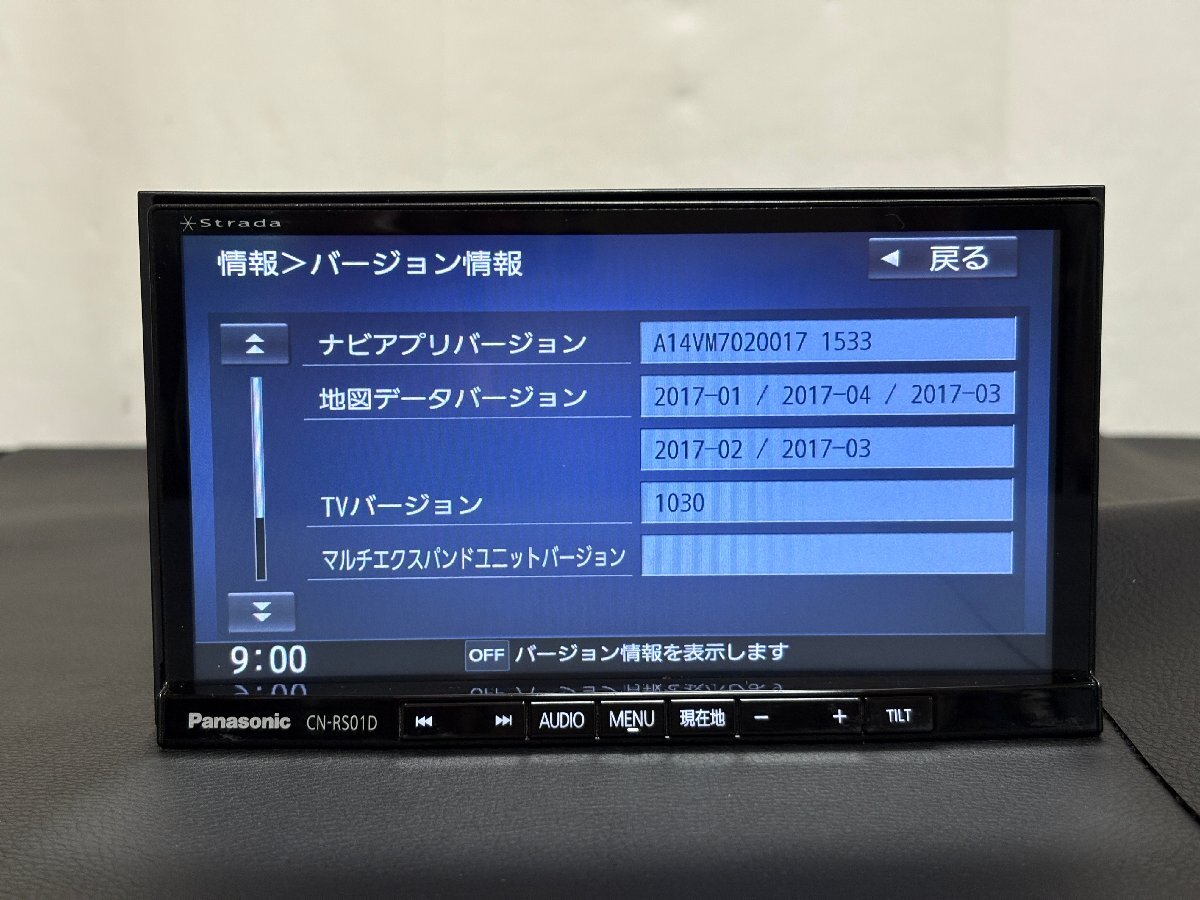 Strada
情報>バージョン情報
◀ 戻る
ナビアプリバージョン A14VM7020017 1533
地図データバージョン 2017-01 / 2017-04 / 2017-03
2017-02 / 2017-03
TVバージョン 1030
マルチエクスパンドユニットバージョン
9:00 OFF バージョン情報を表示します
Panasonic CN-RS01D AUDIO MENU 現在地 − + TILT